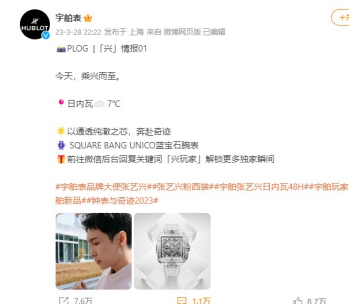 宇舶表
HUBLOT
23-3-28 22:22 发布于 上海 来自 微博网页版 已编辑
PLOG |「兴」情报01
今天，乘兴而至。
日内瓦 7℃
以通透纯澈之芯，奔赴奇迹
SQUARE BANG UNICO蓝宝石腕表
前往微信后台回复关键词「兴玩家」解锁更多独家瞬间
#宇舶表品牌大使张艺兴##张艺兴粉西装##宇舶张艺兴日内瓦48H##宇舶玩家
舶新品##钟表与奇迹2023#
7.6万 1.1万 8.7万